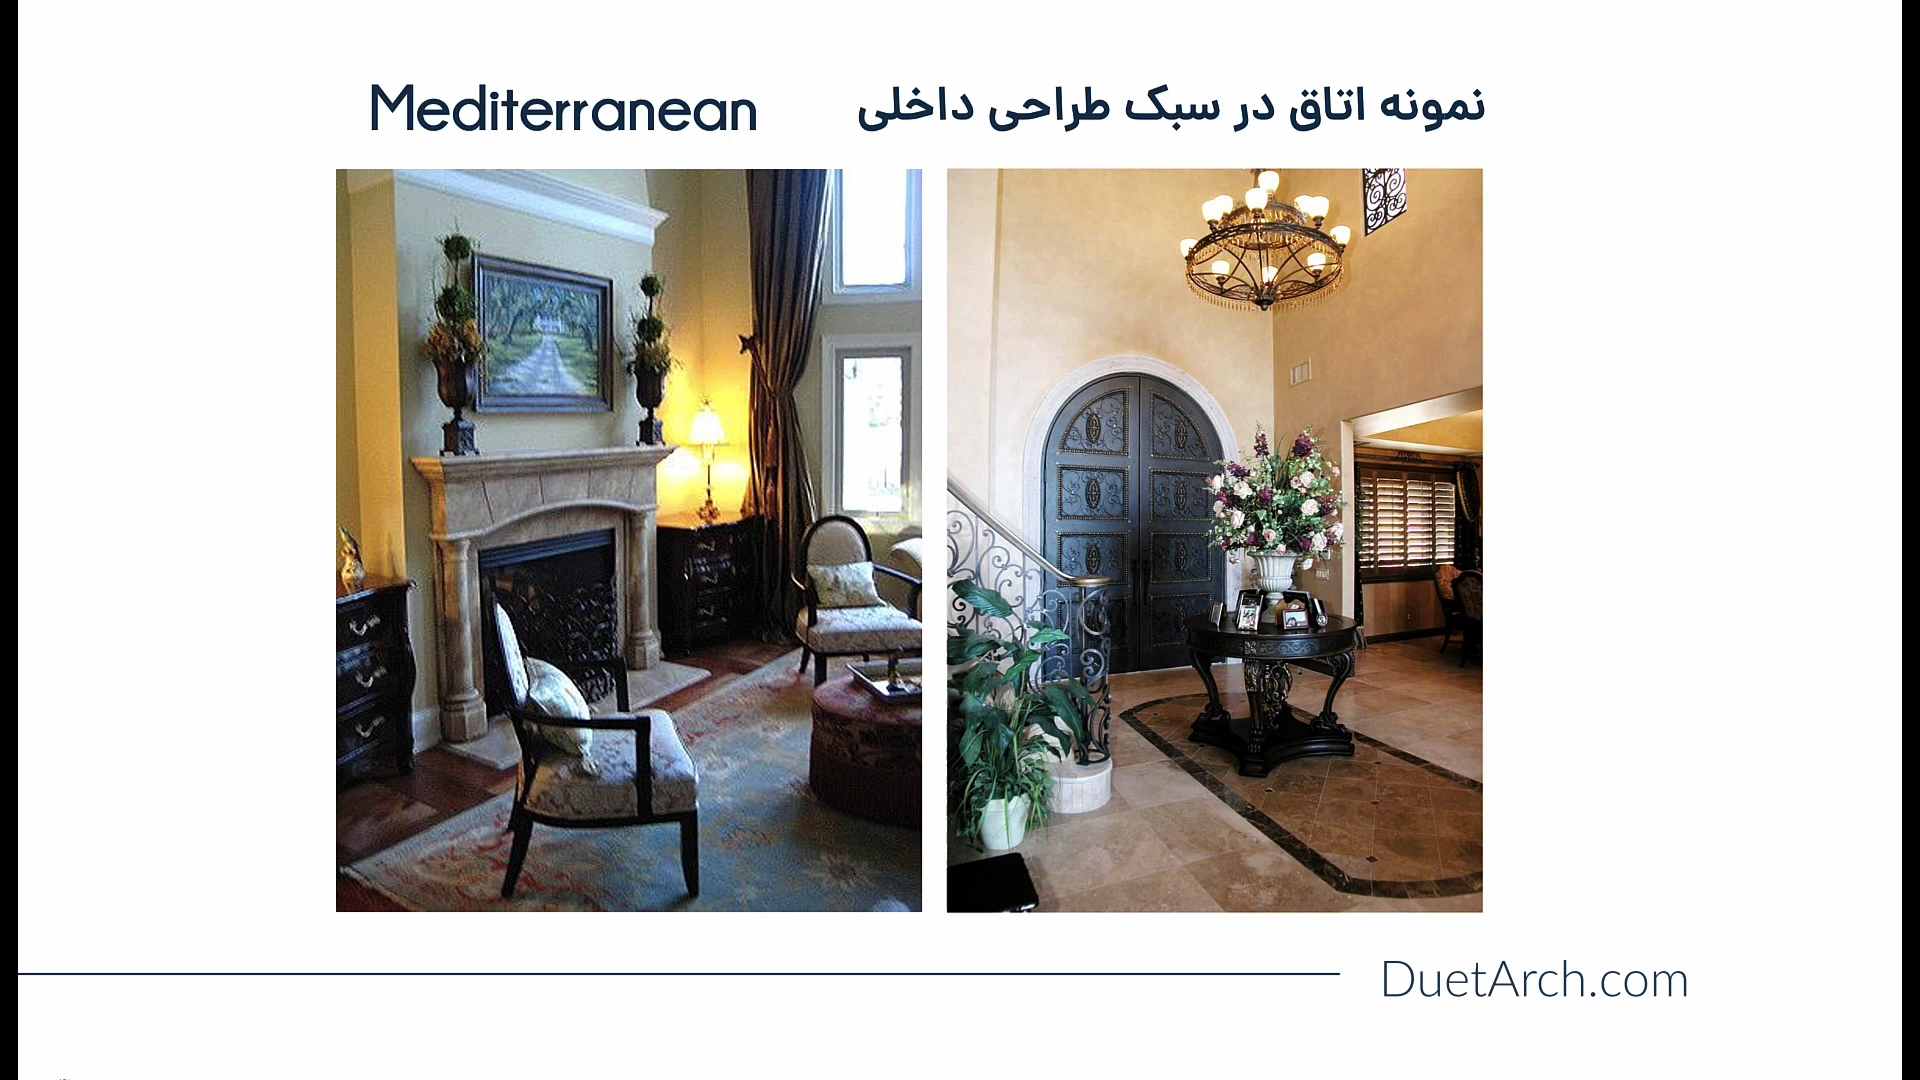 نمونه اتاق در سبک طراحی داخلی Mediterranean
DuetArch.com